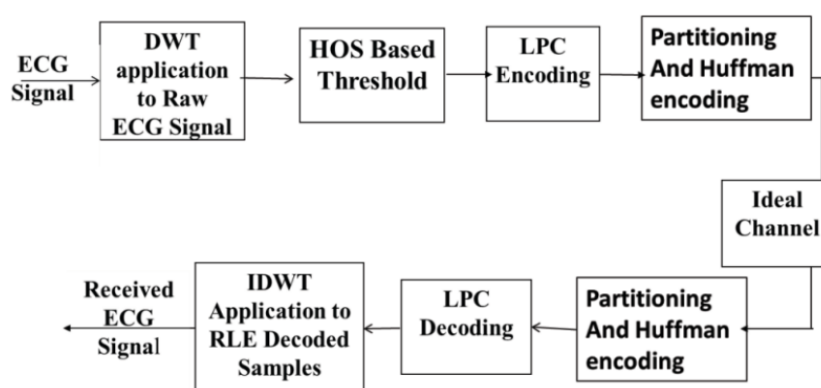 ECG
Signal
DWT
application
to Raw
ECG Signal
HOS Based
Threshold
LPC
Encoding
Partitioning
And Huffman
encoding
Ideal
Channel
Partitioning
And Huffman
encoding
LPC
Decoding
IDWT
Application to
RLE Decoded
Samples
Received
ECG
Signal